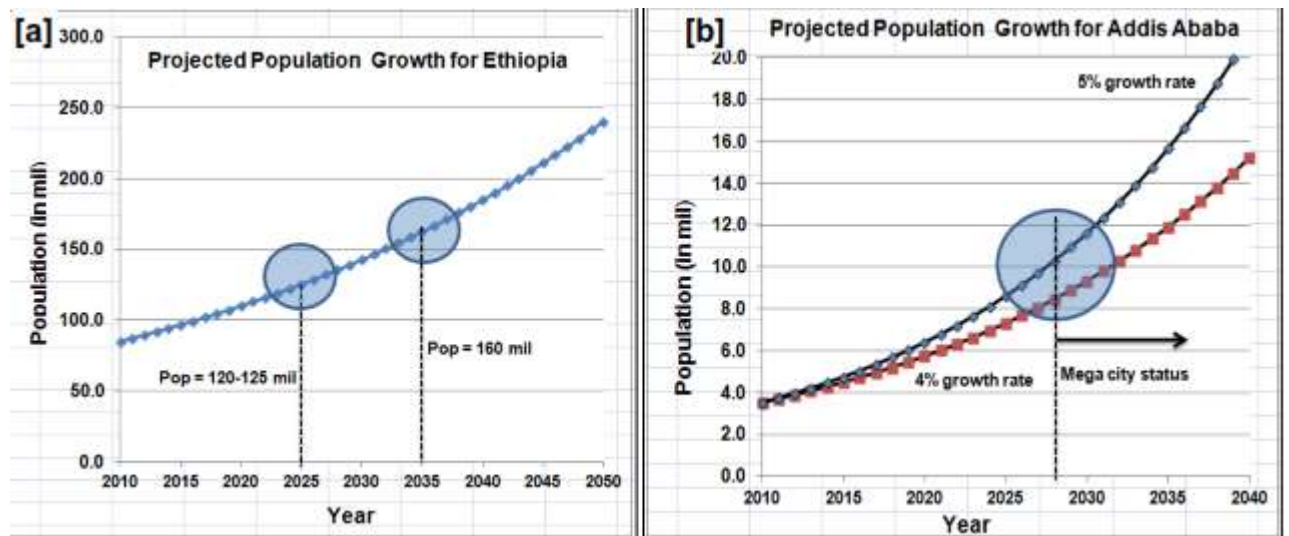 [a]
Projected Population Growth for Ethiopia
300.0
250.0
200.0
150.0
100.0
50.0
0.0
Population (in mil)
Pop = 120-125 mil
Pop = 160 mil
2010 2015 2020 2025 2030 2035 2040 2045 2050
Year
[b]
Projected Population Growth for Addis Ababa
20.0
18.0
16.0
14.0
12.0
10.0
8.0
6.0
4.0
2.0
0.0
Population (in mil)
5% growth rate
4% growth rate
Mega city status
2010 2015 2020 2025 2030 2035 2040
Year